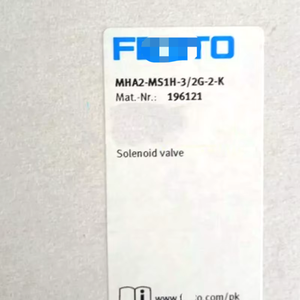 MHA2-MS1H-3/2G-2-K
Mat.-Nr.: 196121
Solenoid valve